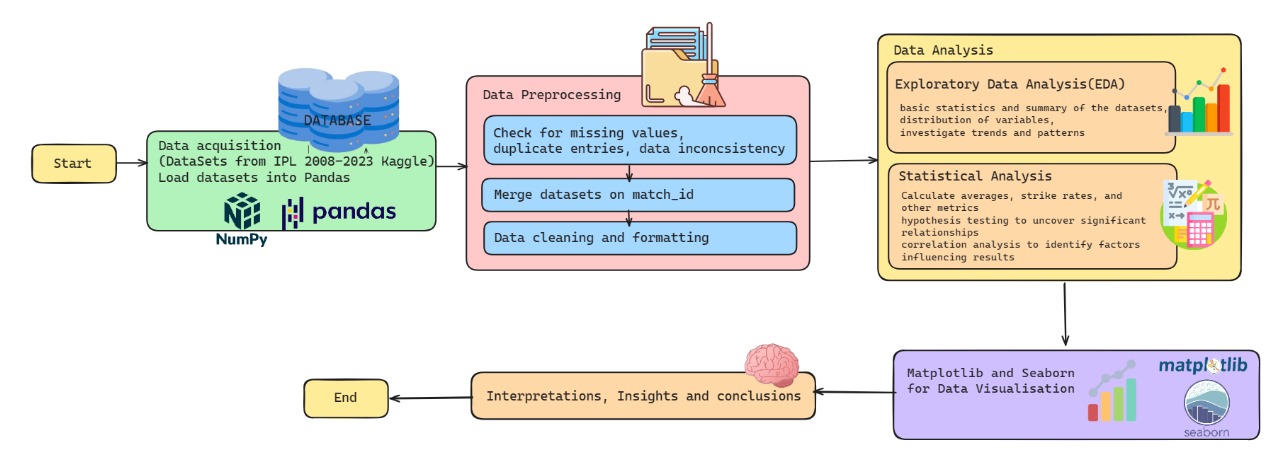 Start
DATABASE
Data acquisition
(DataSets from IPL 2008-2023 Kaggle)
Load datasets into Pandas
NumPy
pandas
Data Preprocessing
Check for missing values,
duplicate entries, data inconcsistency
Merge datasets on match_id
Data cleaning and formatting
Data Analysis
Exploratory Data Analysis(EDA)
basic statistics and summary of the datasets,
distribution of variables,
investigate trends and patterns
Statistical Analysis
Calculate averages, strike rates, and
other metrics
hypothesis testing to uncover significant
relationships
correlation analysis to identify factors
influencing results
³√x
π
x→
Matplotlib and Seaborn
for Data Visualisation
matplotlib
seaborn
Interpretations, Insights and conclusions
End